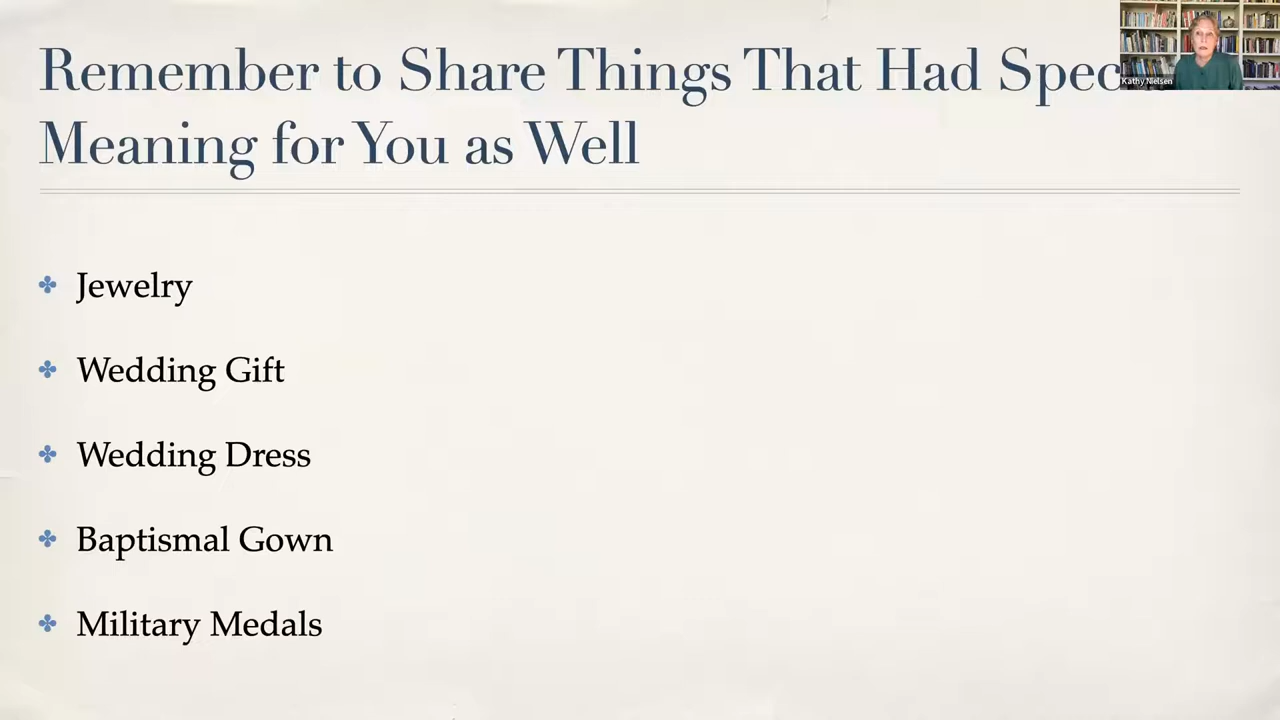 Remember to Share Things That Had Spec
Meaning for You as Well
Kathy Nielsen
Jewelry
Wedding Gift
Wedding Dress
Baptismal Gown
Military Medals